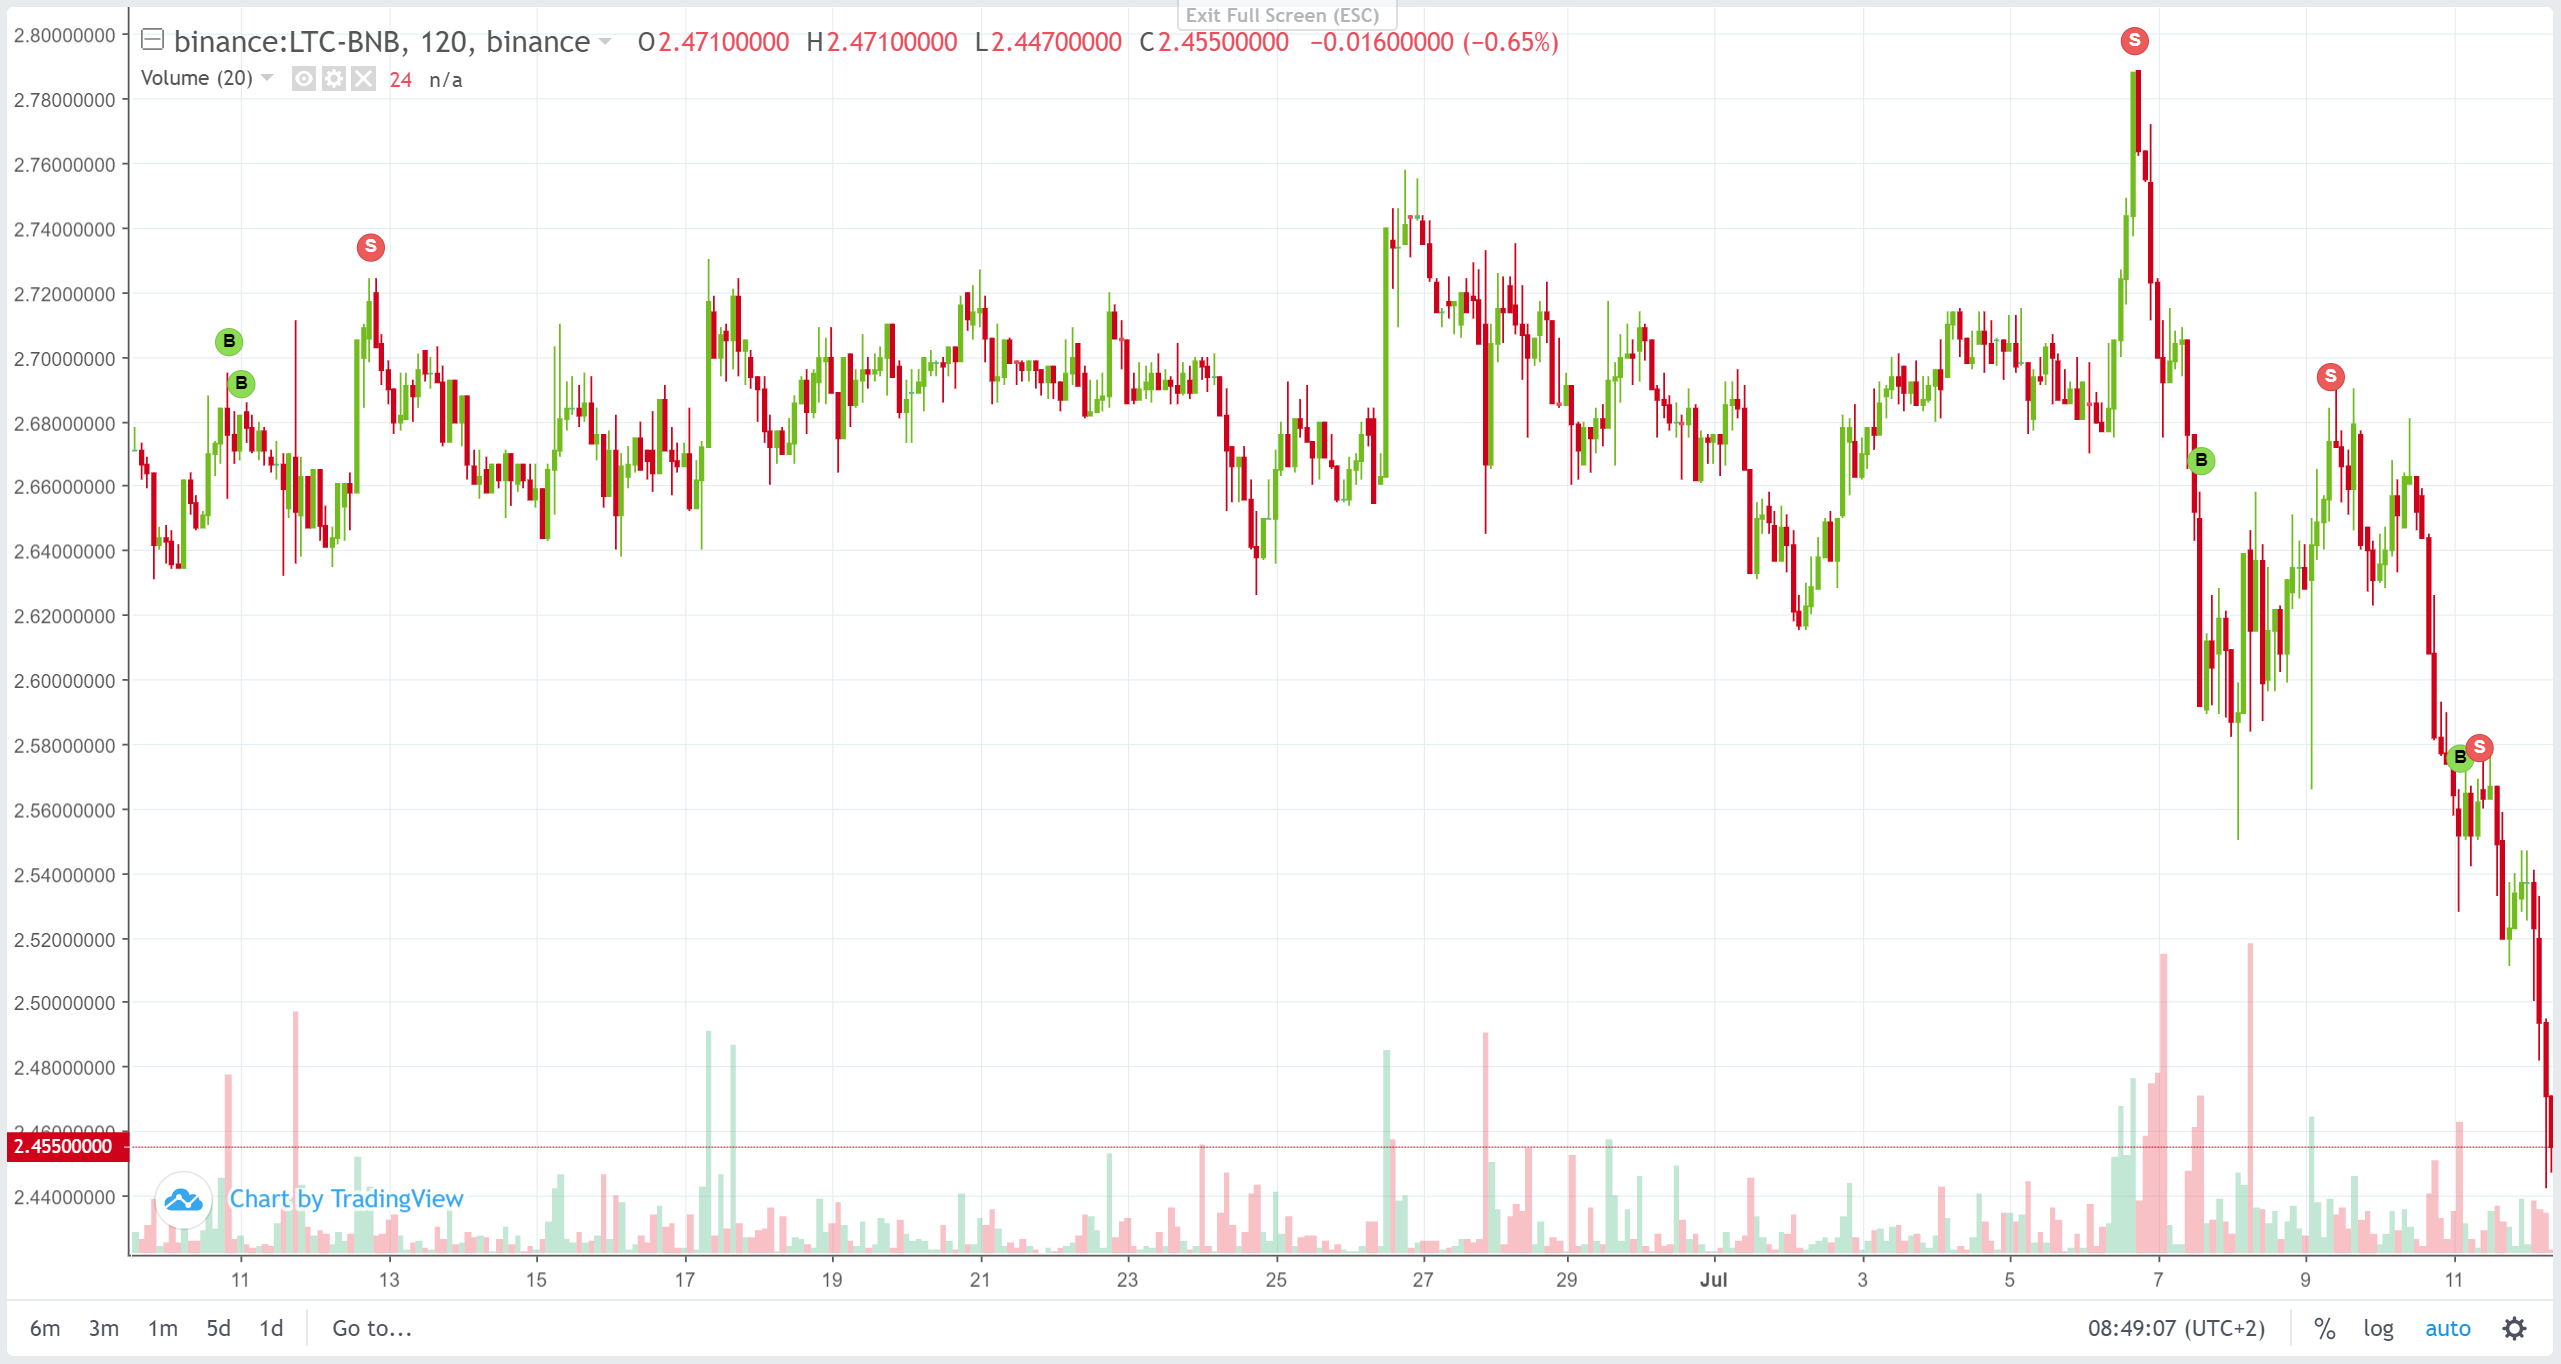 Exit Full Screen (ESC)
binance:LTC-BNB, 120, binance O2.47100000 H2.47100000 L2.44700000 C2.45500000 −0.01600000 (−0.65%)
Volume (20) 24 n/a
2.80000000
2.78000000
2.76000000
2.74000000
2.72000000
2.70000000
2.68000000
2.66000000
2.64000000
2.62000000
2.60000000
2.58000000
2.56000000
2.54000000
2.52000000
2.50000000
2.48000000
2.46000000
2.45500000
2.44000000
B
B
S
S
B
S
B
S
Chart by TradingView
11 13 15 17 19 21 23 25 27 29 Jul 3 5 7 9 11
6m 3m 1m 5d 1d Go to... 08:49:07 (UTC+2) % log auto